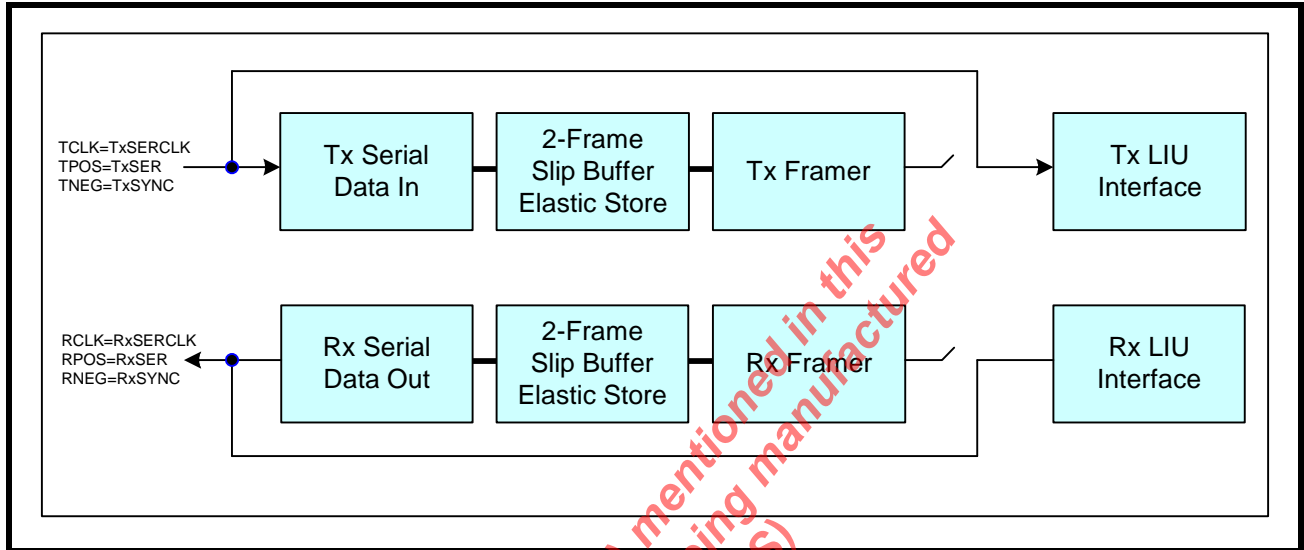 TCLK=TxSERCLK
TPOS=TxSER
TNEG=TxSYNC
Tx Serial
Data In
2-Frame
Slip Buffer
Elastic Store
Tx Framer
Tx LIU
Interface
RCLK=RxSERCLK
RPOS=RxSER
RNEG=RxSYNC
Rx Serial
Data Out
2-Frame
Slip Buffer
Elastic Store
Rx Framer
Rx LIU
Interface
mentioned in this
ing manufactured
S)